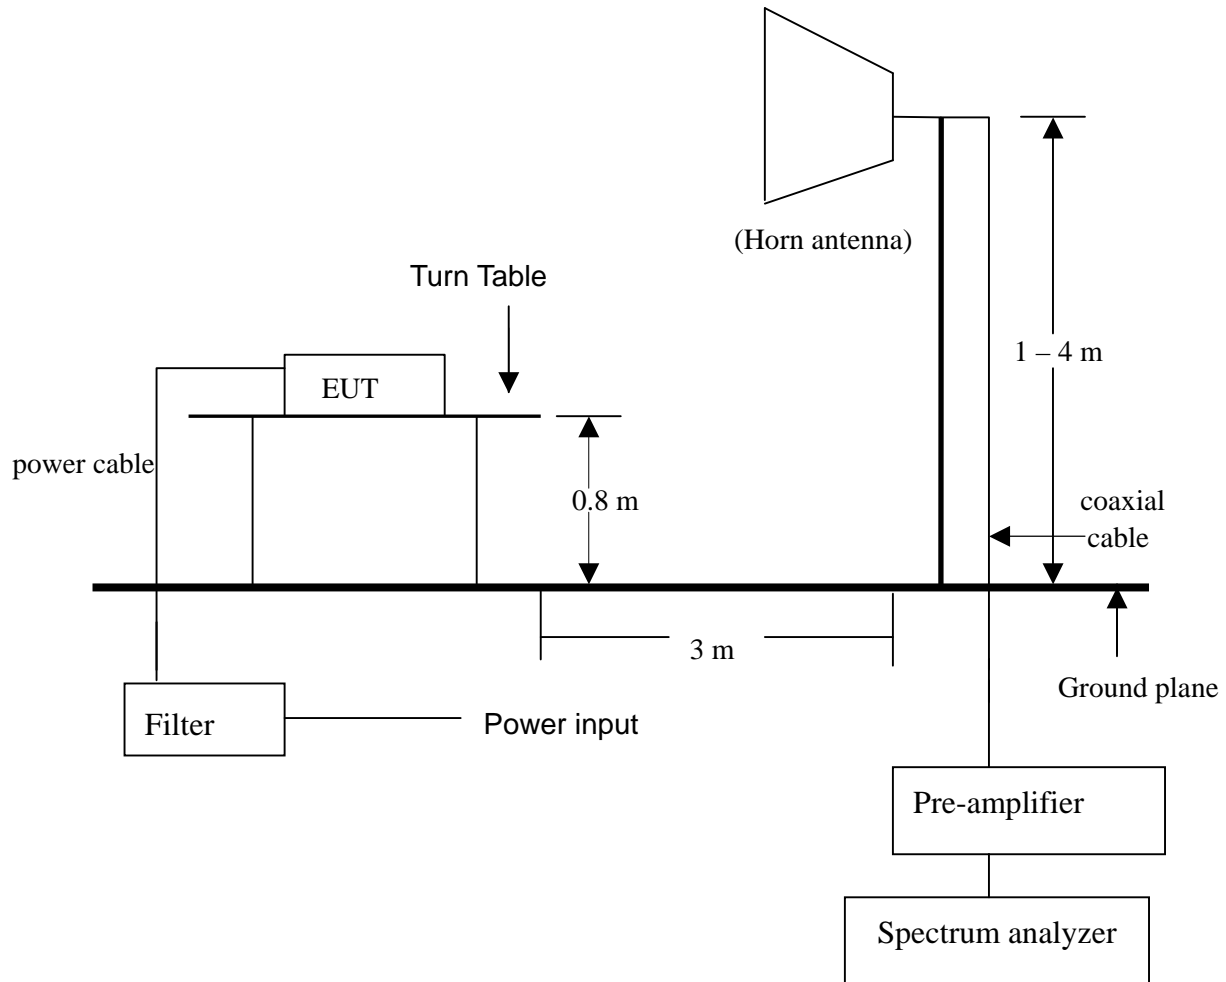 (Horn antenna)
Turn Table
1 – 4 m
EUT
power cable
0.8 m
coaxial
cable
3 m
Ground plane
Filter
Power input
Pre-amplifier
Spectrum analyzer